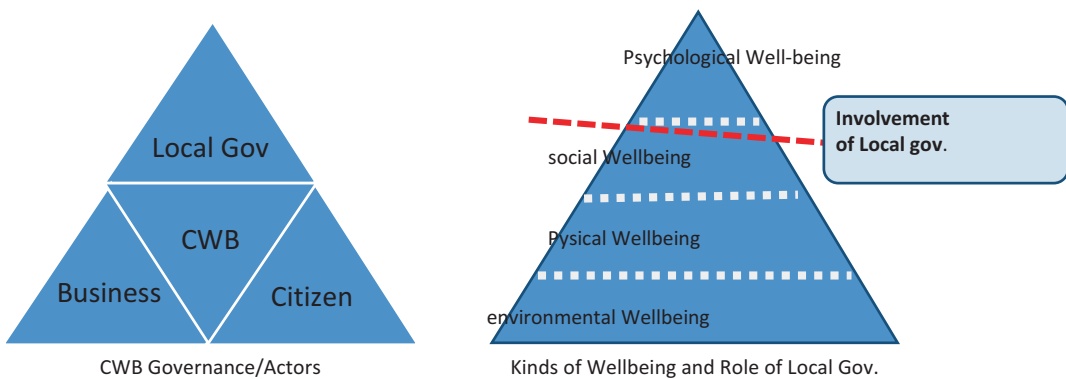 Local Gov
CWB
Business
Citizen
CWB Governance/Actors
Psychological Well-being
Involvement
of Local gov.
social Wellbeing
Pysical Wellbeing
environmental Wellbeing
Kinds of Wellbeing and Role of Local Gov.